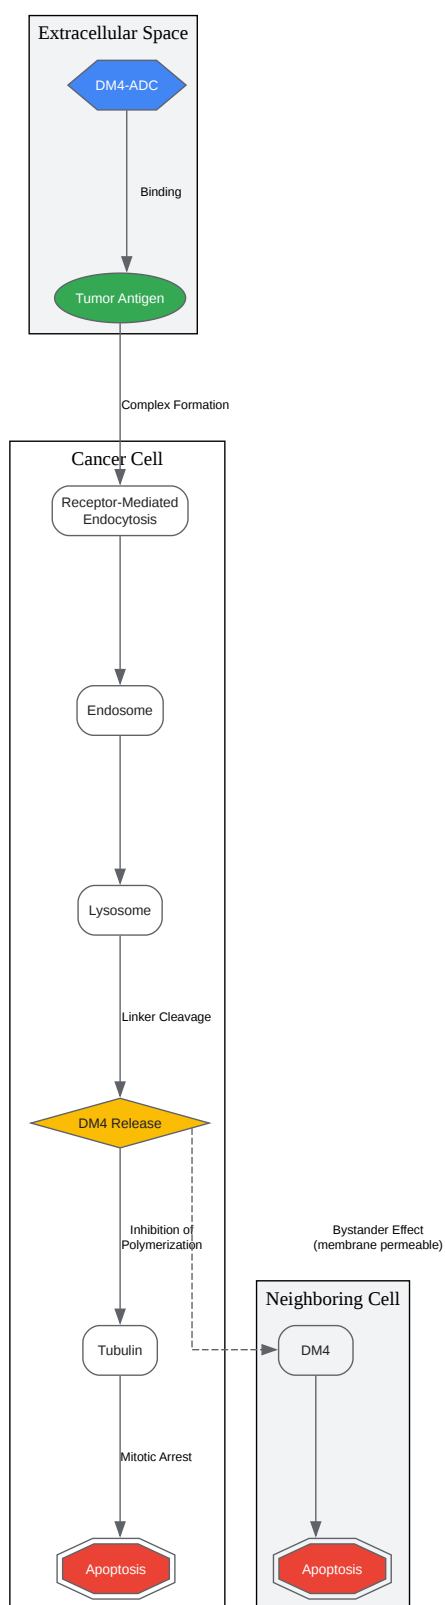 Extracellular Space
DM4-ADC
Binding
Tumor Antigen
Complex Formation
Cancer Cell
Receptor-Mediated
Endocytosis
Endosome
Lysosome
Linker Cleavage
DM4 Release
Inhibition of
Polymerization
Bystander Effect
(membrane permeable)
Neighboring Cell
Tubulin
DM4
Mitotic Arrest
Apoptosis
Apoptosis